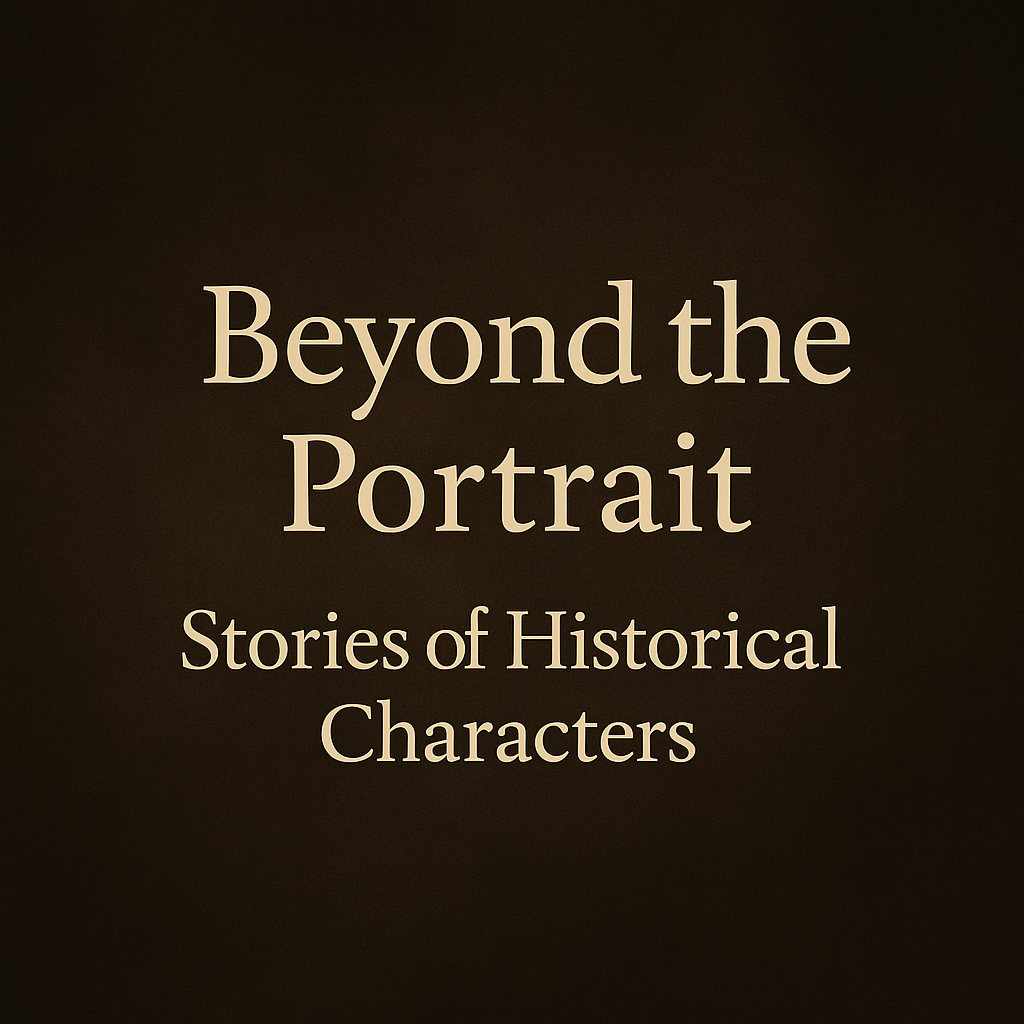 Beyond the
Portrait
Stories of Historical
Characters